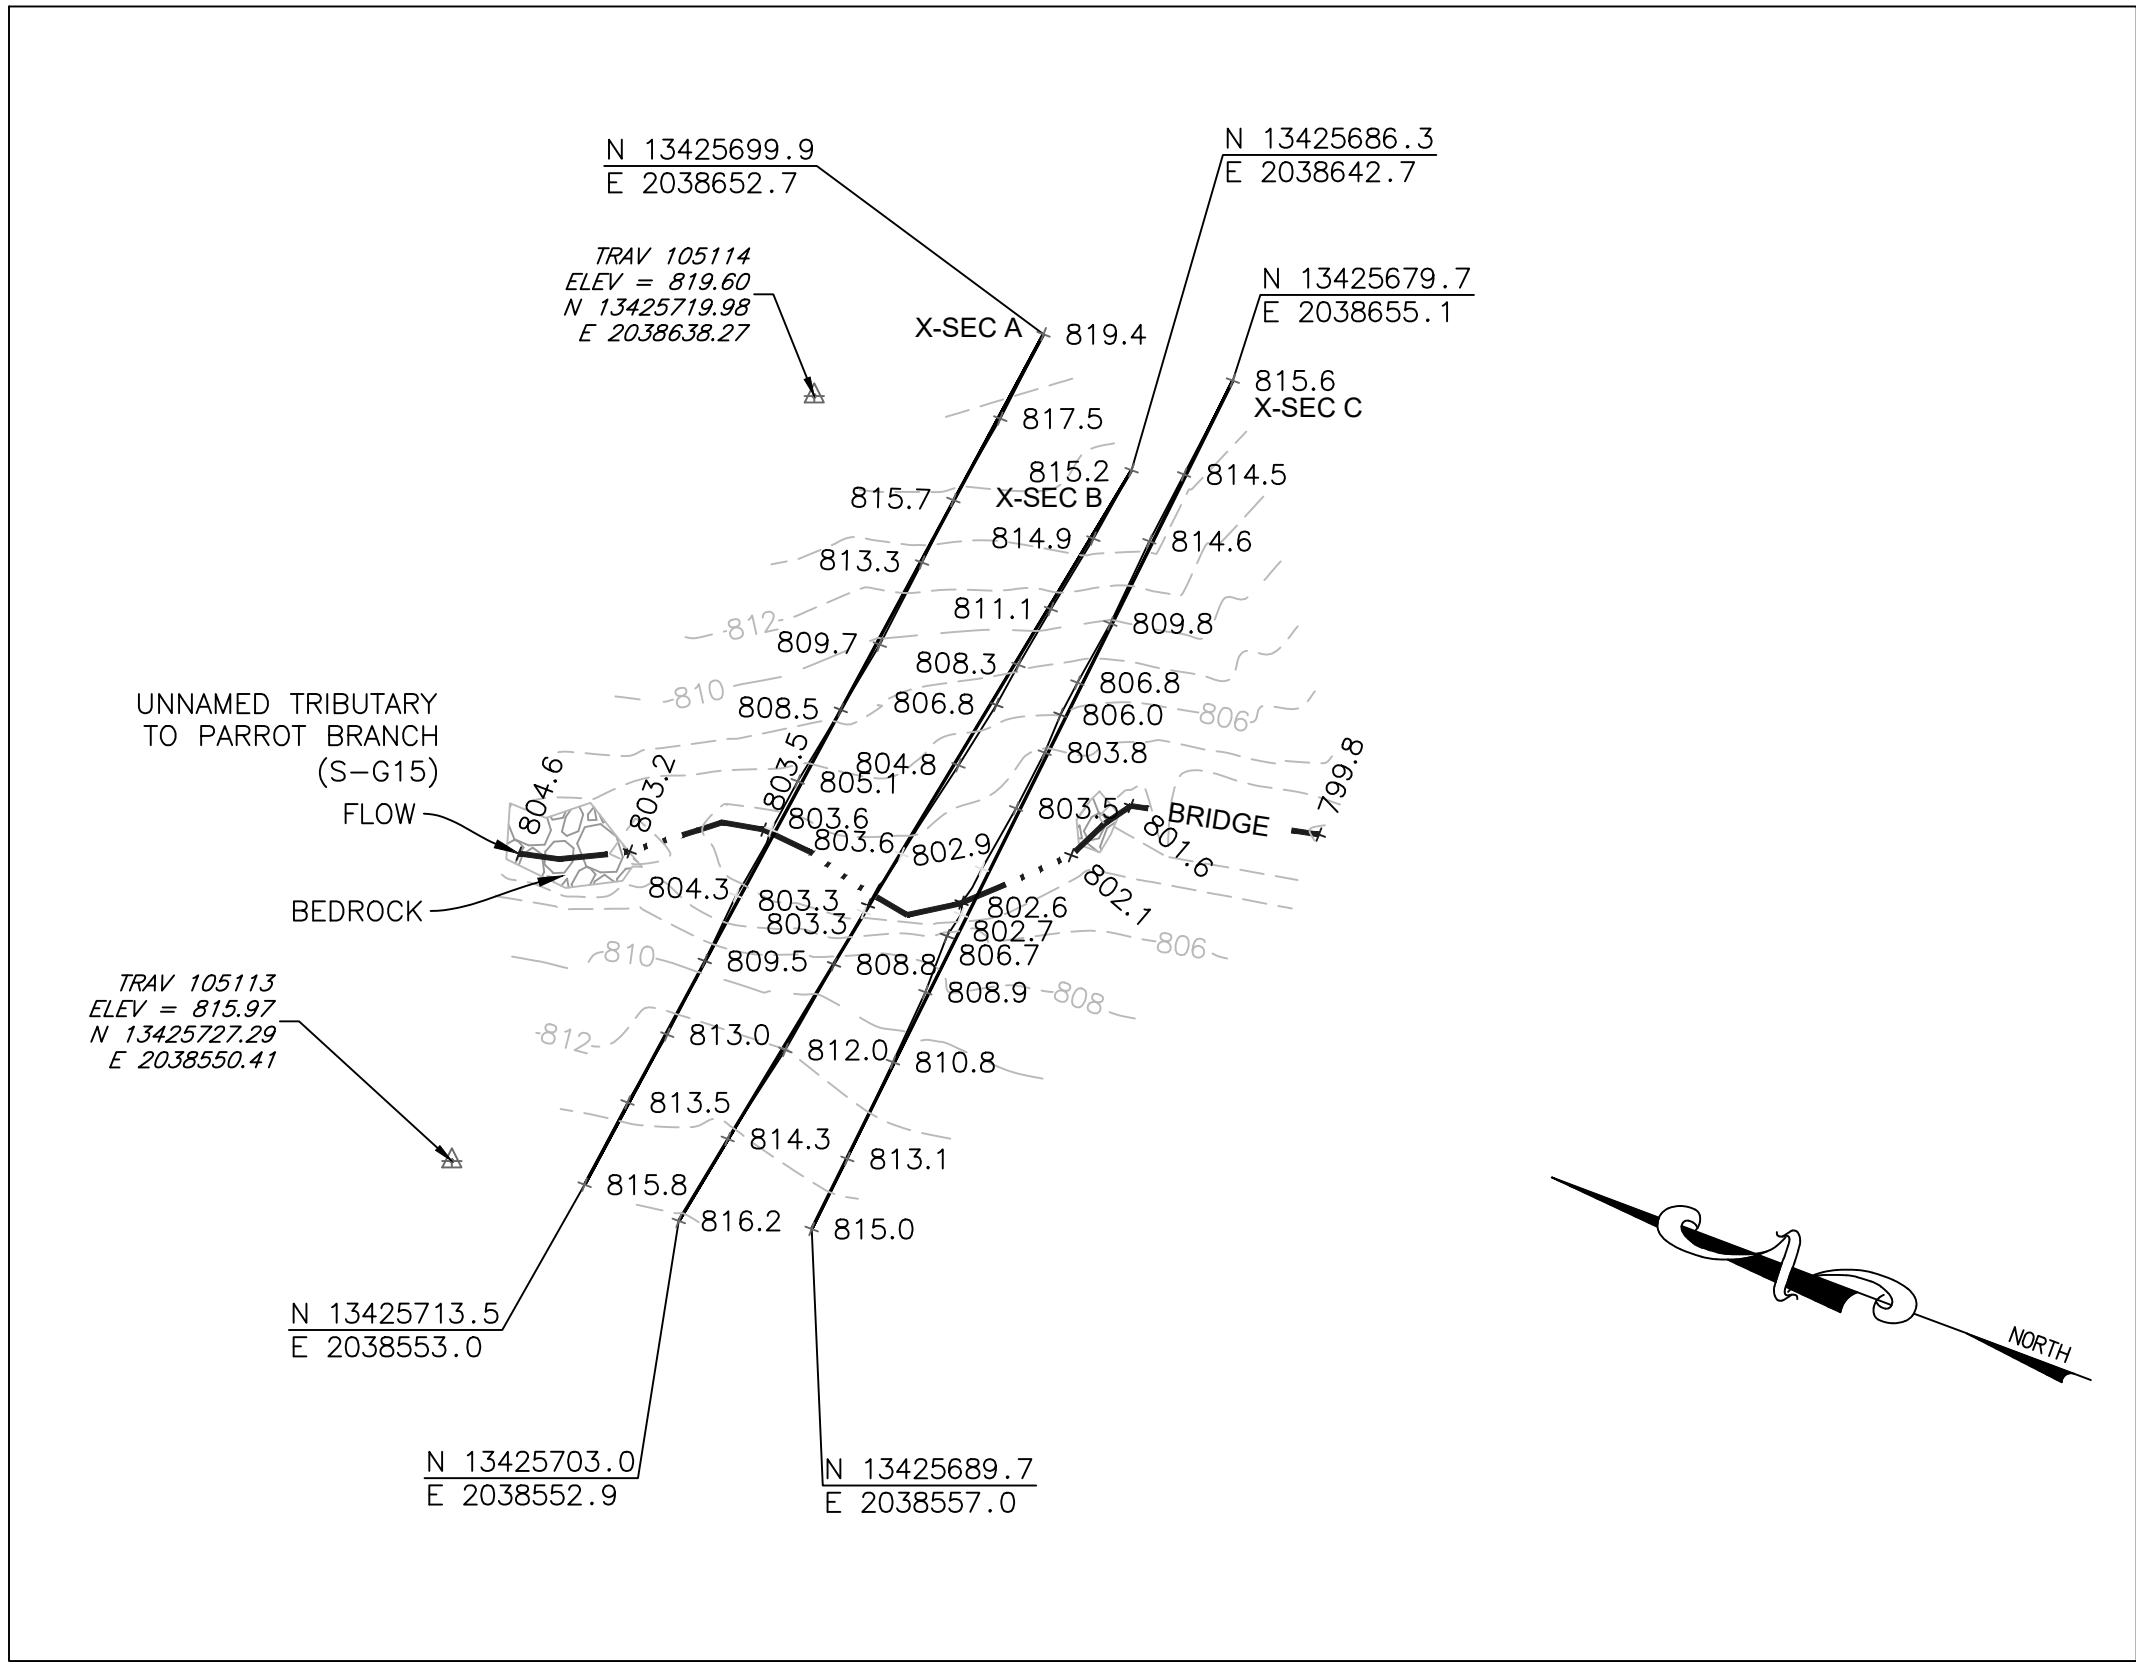 N 13425699.9
E 2038652.7
N 13425686.3
E 2038642.7
TRAV 105114
ELEV = 819.60
N 13425719.98
E 2038638.27
N 13425679.7
E 2038655.1
X-SEC A
819.4
815.6
X-SEC C
817.5
815.2
814.5
815.7
X-SEC B
814.9
814.6
813.3
811.1
809.8
-812-
809.7
808.3
806.8
-810
808.5
806.8
806.0
-806
UNNAMED TRIBUTARY
TO PARROT BRANCH
(S-G15)
FLOW
804.6
803.2
803.5
805.1
804.8
803.8
799.8
803.6
803.6
803.5
BRIDGE
802.9
801.6
804.3
803.3
803.3
802.6
802.7
802.1
BEDROCK
-810-
809.5
808.8
806.7
-806
808.9
-808
TRAV 105113
ELEV = 815.97
N 13425727.29
E 2038550.41
-812-
813.0
812.0
810.8
813.5
814.3
813.1
815.8
816.2
815.0
N 13425713.5
E 2038553.0
N 13425703.0
E 2038552.9
N 13425689.7
E 2038557.0
NORTH